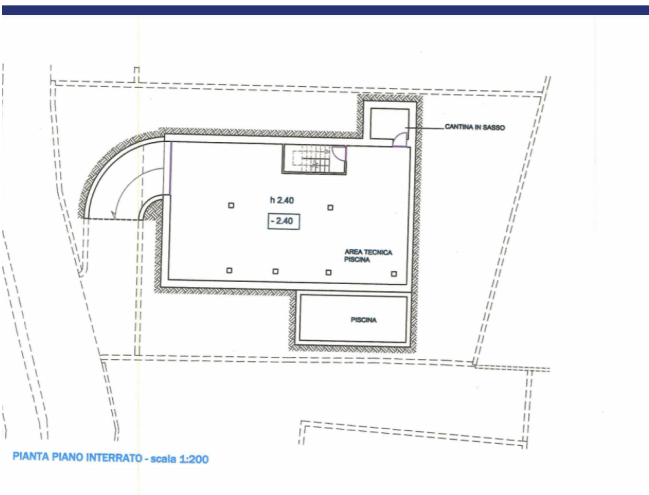 CANTINA IN SASSO
h 2.40
- 2.40
AREA TECNICA
PISCINA
PISCINA
PIANTA PIANO INTERRATO - scala 1:200